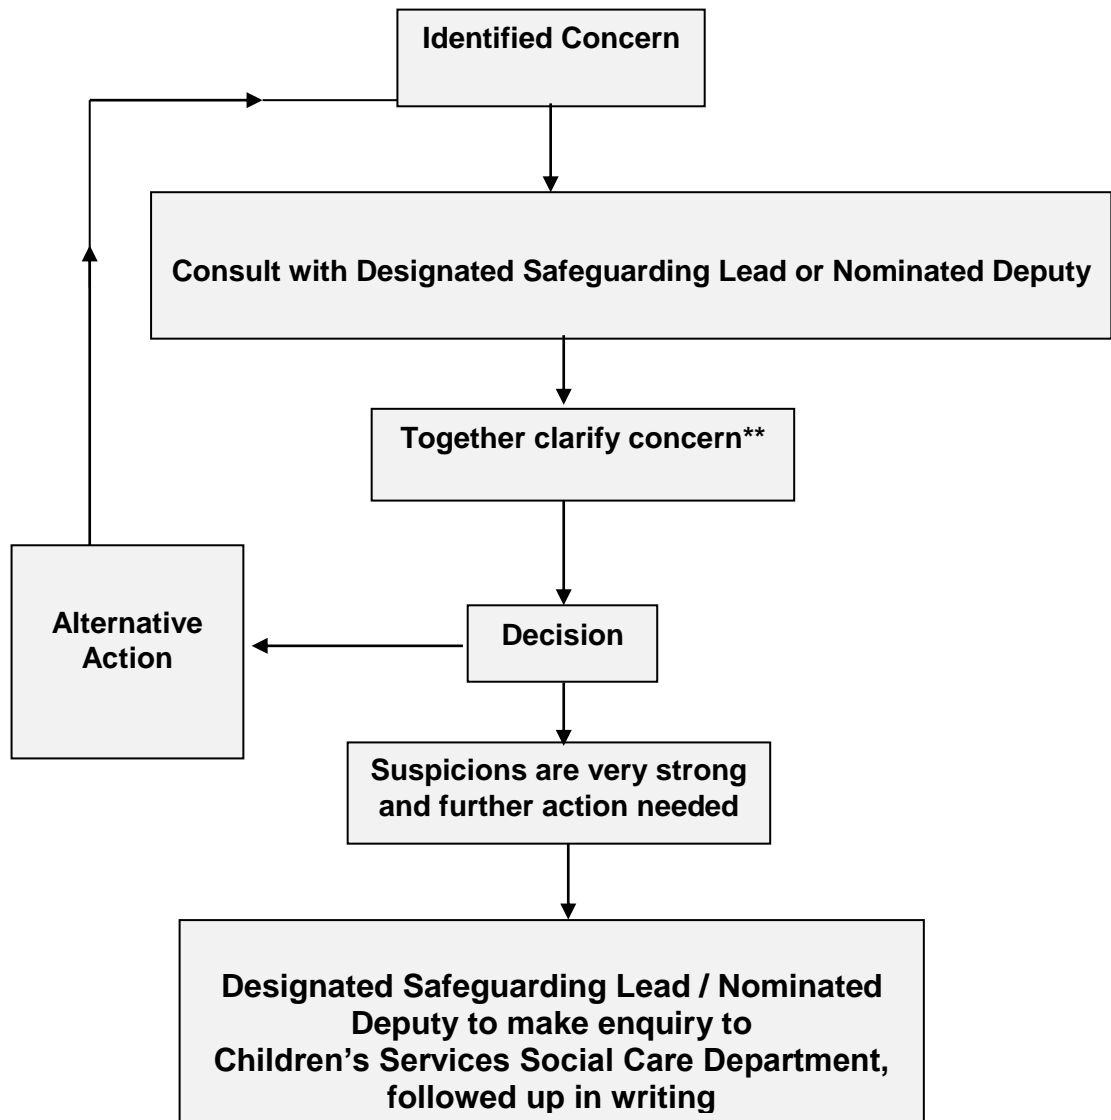 Identified Concern
Consult with Designated Safeguarding Lead or Nominated Deputy
Together clarify concern**
Alternative
Action
Decision
Suspicions are very strong
and further action needed
Designated Safeguarding Lead / Nominated
Deputy to make enquiry to
Children’s Services Social Care Department,
followed up in writing